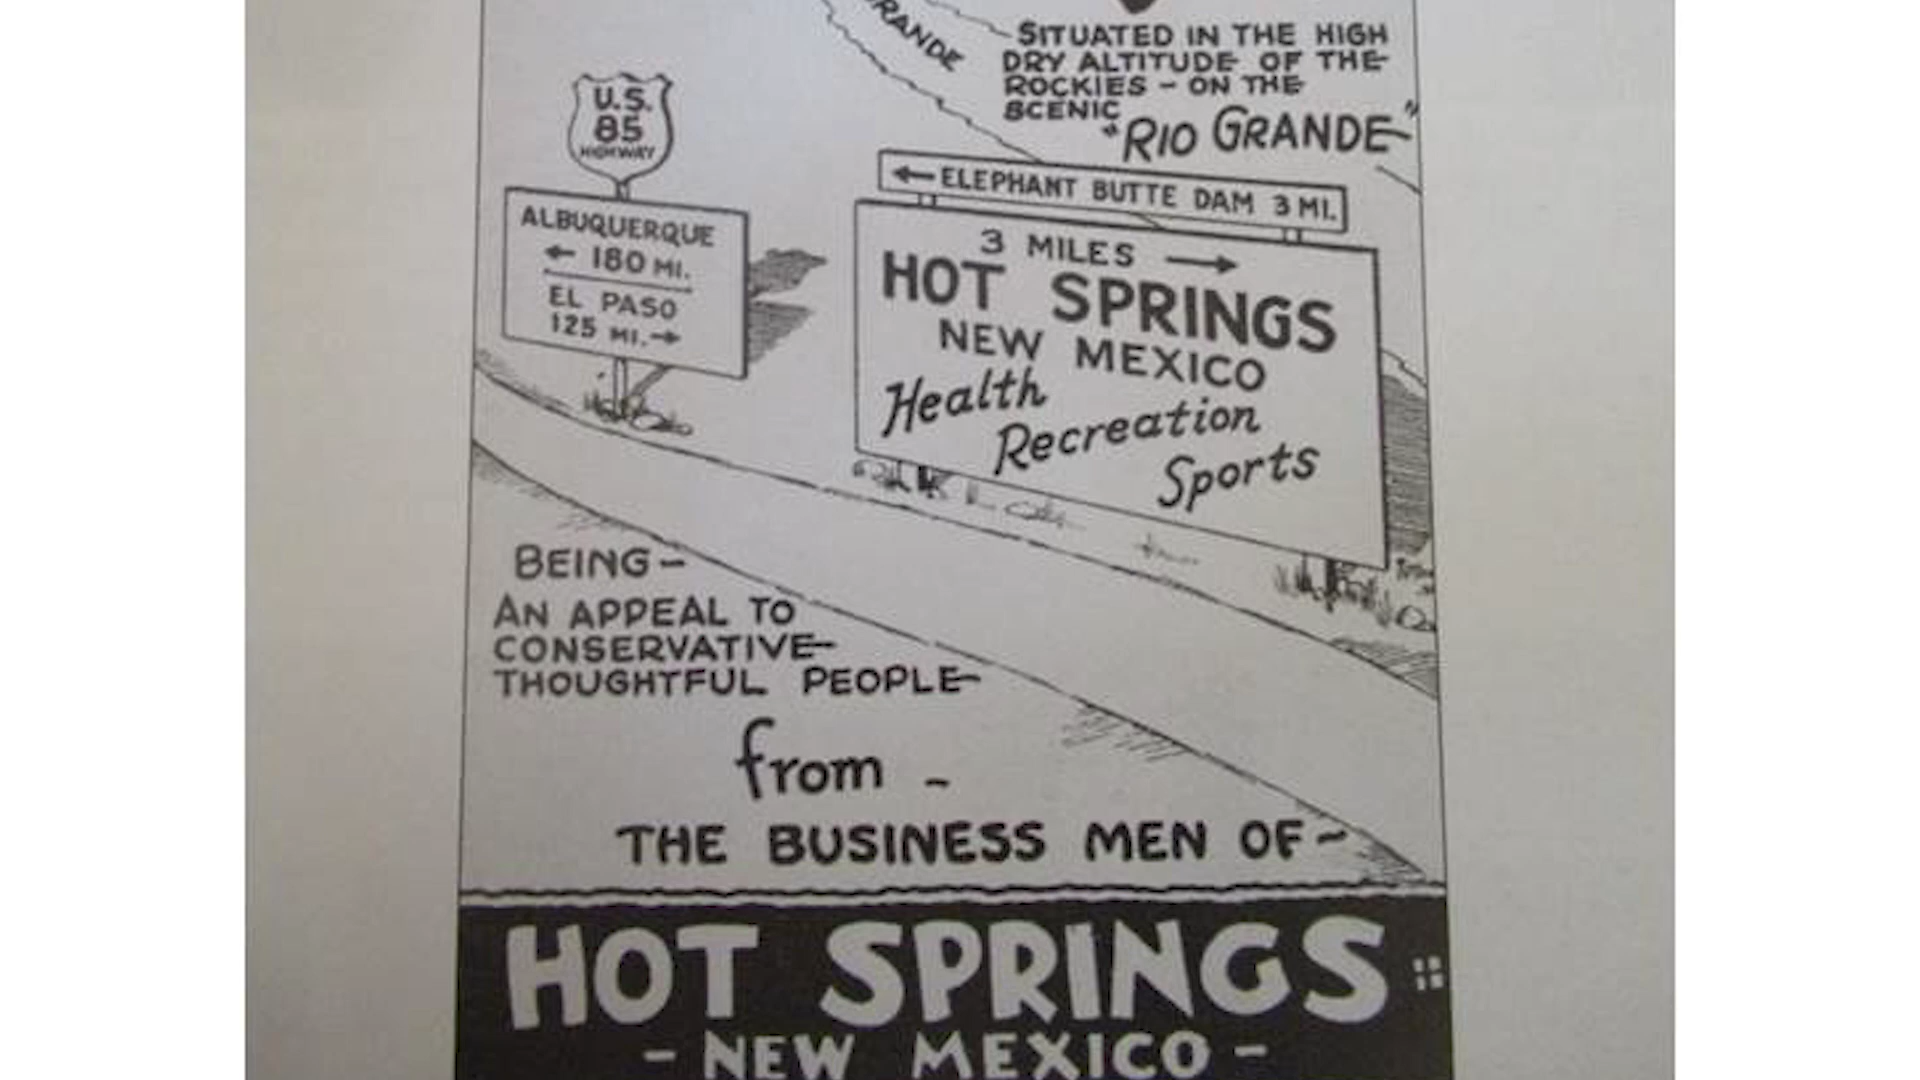 GRANDE
SITUATED IN THE HIGH
DRY ALTITUDE OF THE
ROCKIES - ON THE
SCENIC
"RIO GRANDE"
U.S.
85
HIGHWAY
ALBUQUERQUE
← 180 MI.
EL PASO
125 MI. →
← ELEPHANT BUTTE DAM 3 MI.
3 MILES →
HOT SPRINGS
NEW MEXICO
Health
Recreation
Sports
BEING -
AN APPEAL TO
CONSERVATIVE
THOUGHTFUL PEOPLE
from -
THE BUSINESS MEN OF -
HOT SPRINGS
- NEW MEXICO -